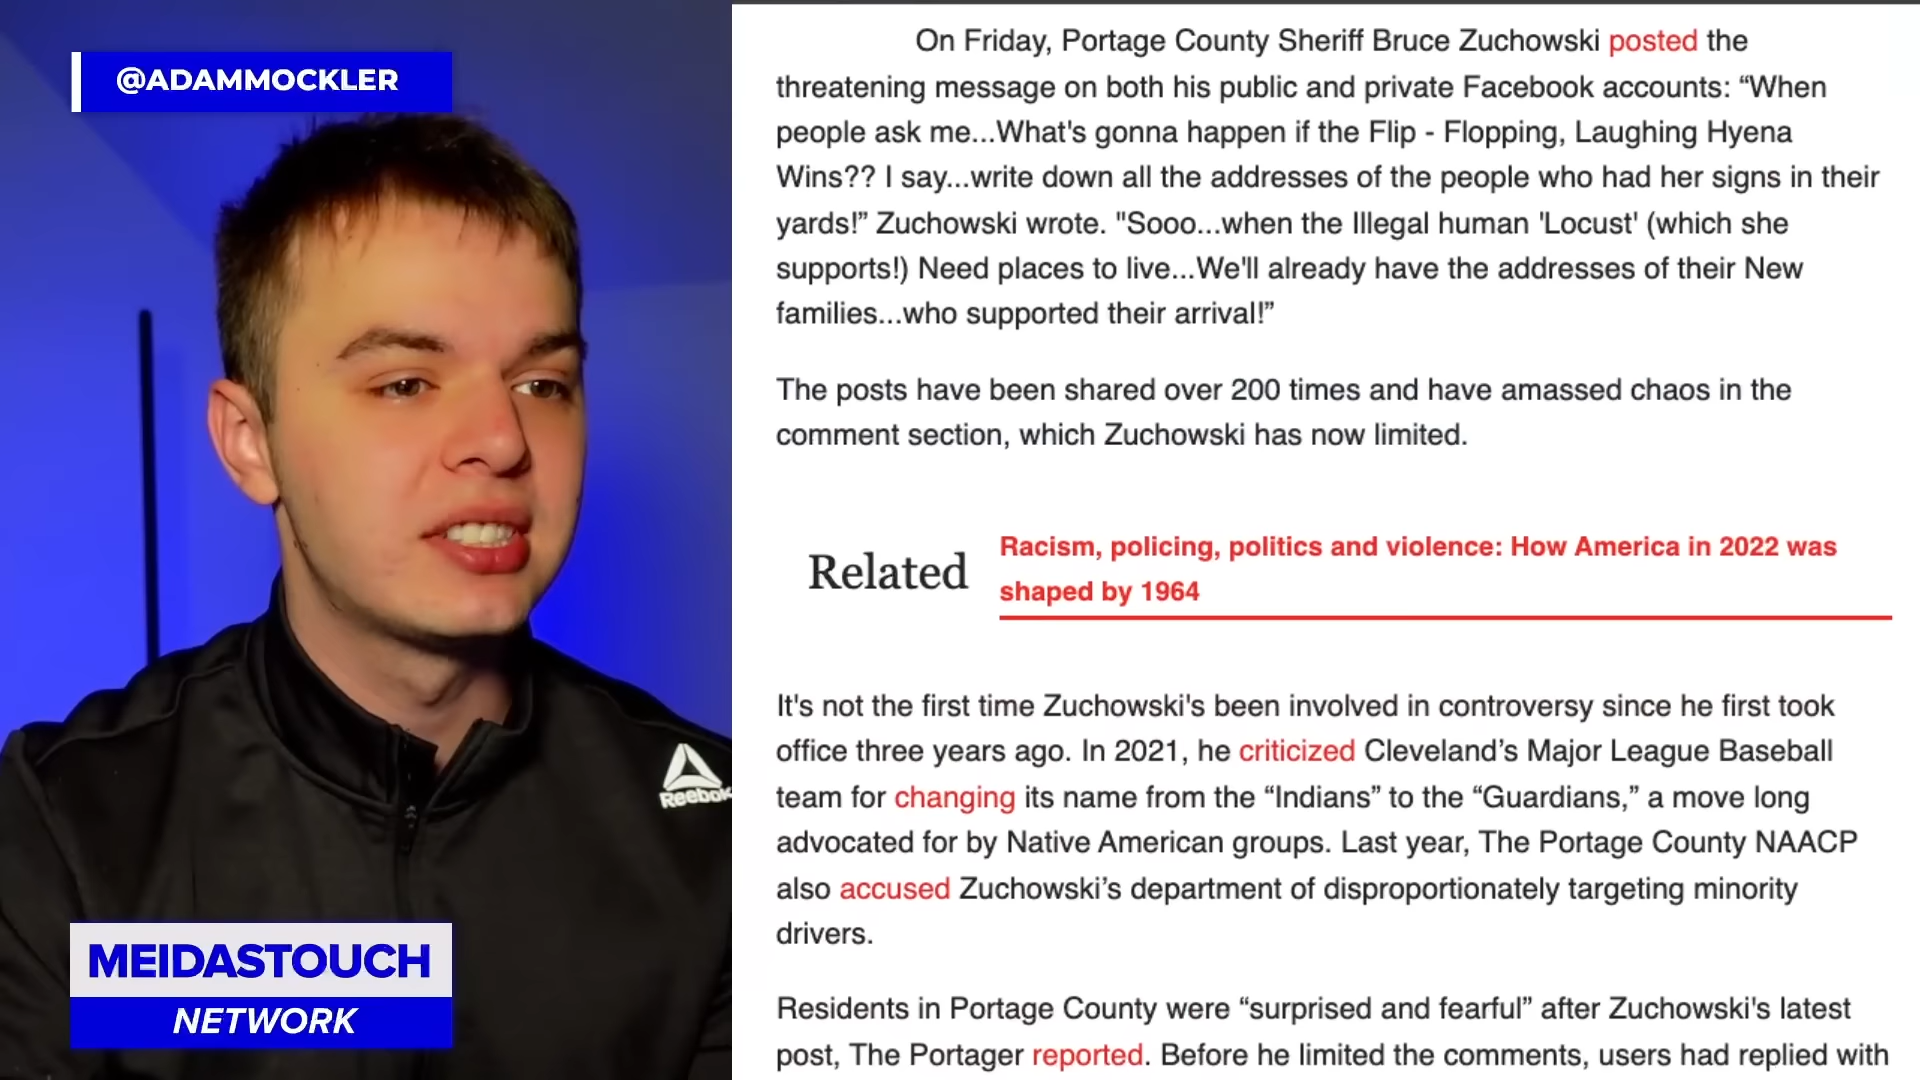 @ADAMMOCKLER
On Friday, Portage County Sheriff Bruce Zuchowski posted the
threatening message on both his public and private Facebook accounts: “When
people ask me...What's gonna happen if the Flip - Flopping, Laughing Hyena
Wins?? I say...write down all the addresses of the people who had her signs in their
yards!” Zuchowski wrote. "Sooo...when the Illegal human 'Locust' (which she
supports!) Need places to live...We'll already have the addresses of their New
families...who supported their arrival!”
The posts have been shared over 200 times and have amassed chaos in the
comment section, which Zuchowski has now limited.
Related
Racism, policing, politics and violence: How America in 2022 was
shaped by 1964
It's not the first time Zuchowski's been involved in controversy since he first took
office three years ago. In 2021, he criticized Cleveland’s Major League Baseball
team for changing its name from the “Indians” to the “Guardians,” a move long
advocated for by Native American groups. Last year, The Portage County NAACP
also accused Zuchowski’s department of disproportionately targeting minority
drivers.
Residents in Portage County were “surprised and fearful” after Zuchowski's latest
post, The Portager reported. Before he limited the comments, users had replied with
Reebok
MEIDASTOUCH
NETWORK